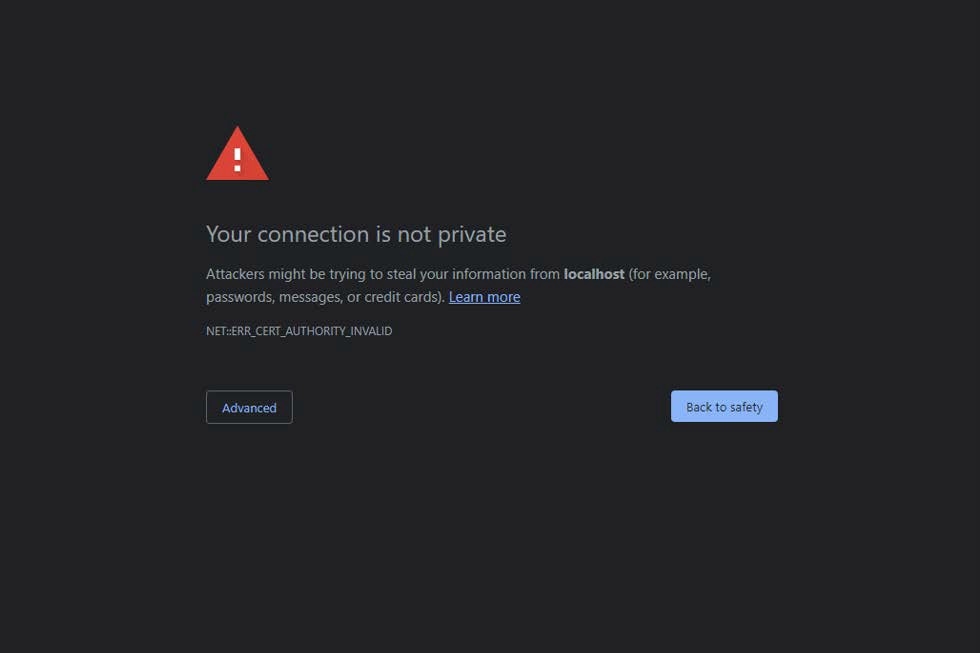 Your connection is not private
Attackers might be trying to steal your information from localhost (for example,
passwords, messages, or credit cards). Learn more
NET::ERR_CERT_AUTHORITY_INVALID
Advanced
Back to safety